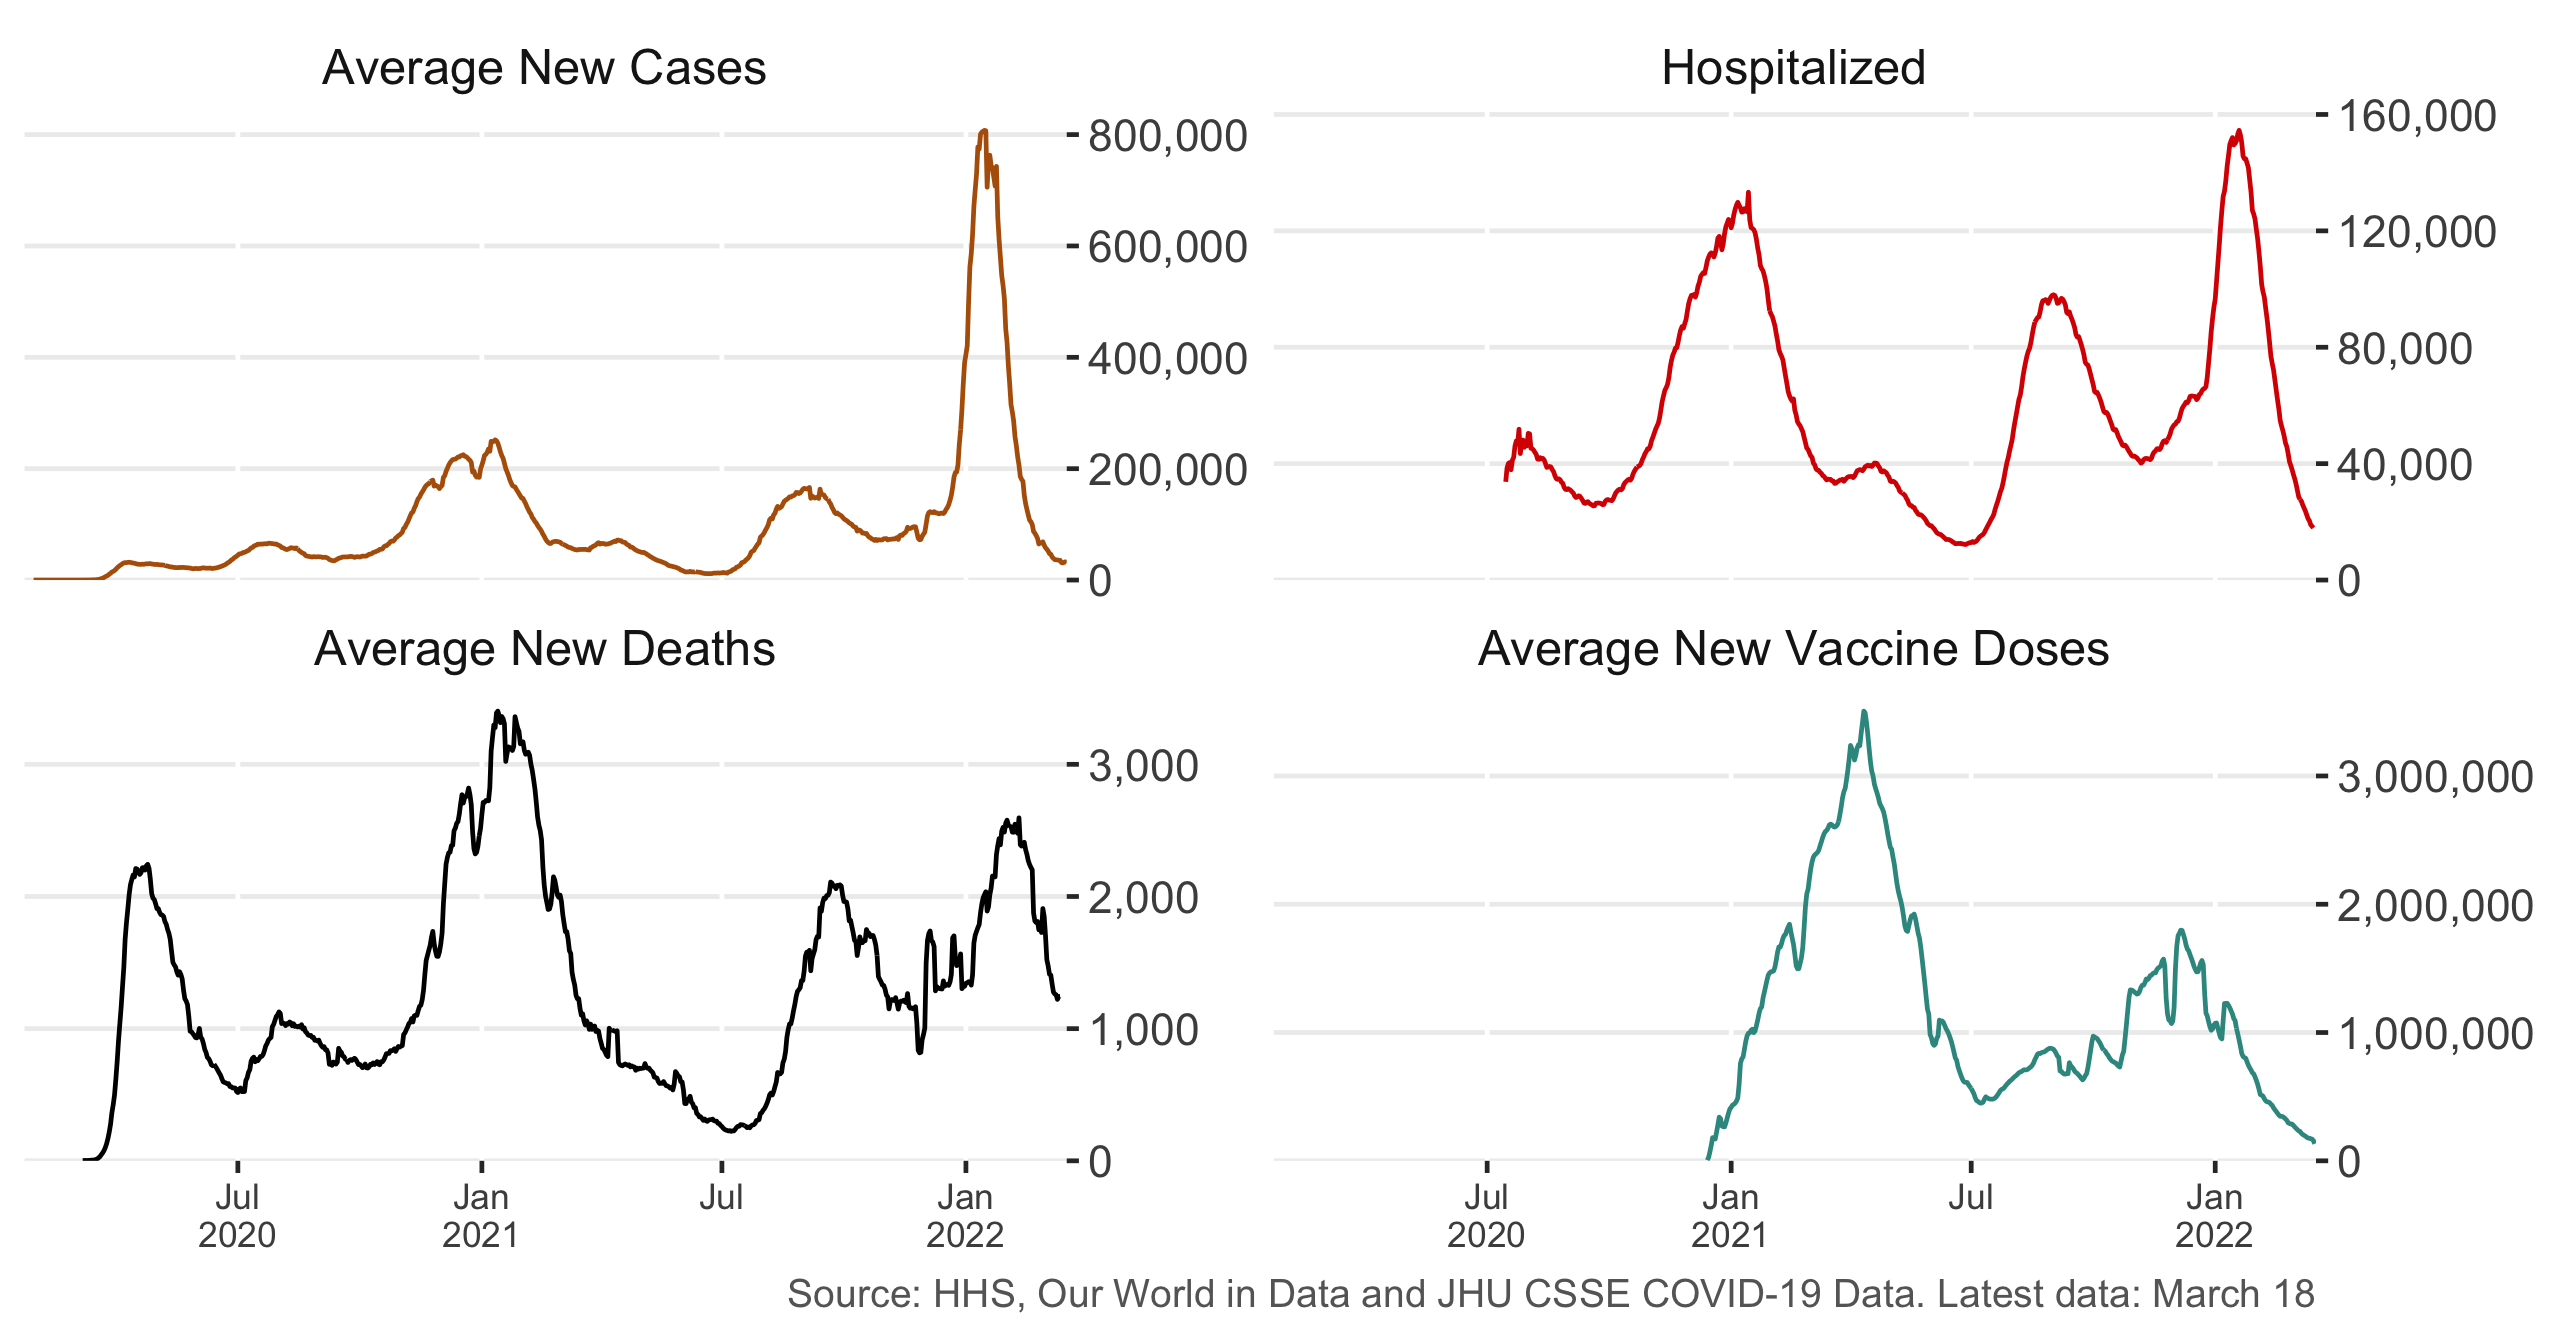 Average New Cases
800,000
600,000
400,000
200,000
0
Hospitalized
160,000
120,000
80,000
40,000
0
Average New Deaths
3,000
2,000
1,000
0
Jul
2020
Jan
2021
Jul
Jan
2022
Average New Vaccine Doses
3,000,000
2,000,000
1,000,000
0
Jul
2020
Jan
2021
Jul
Jan
2022
Source: HHS, Our World in Data and JHU CSSE COVID-19 Data. Latest data: March 18